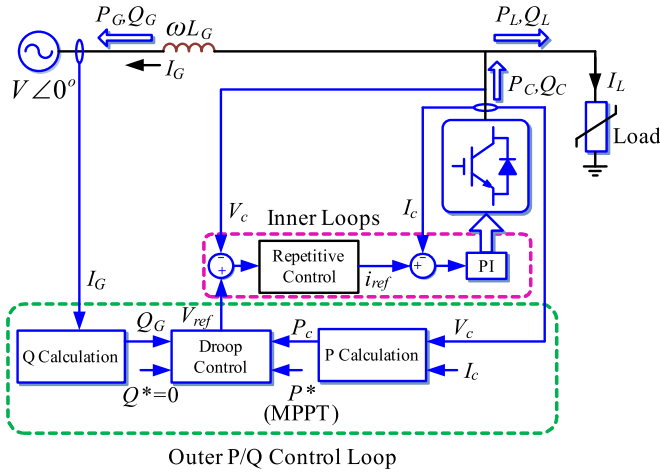 P_G,Q_G
ωL_G
P_L,Q_L
I_G
V∠0°
P_C,Q_C
I_L
Load
V_c
Inner Loops
I_c
−
+
Repetitive
Control
i_ref
+
−
PI
I_G
V_ref
Q_G
P_c
V_c
Q Calculation
Droop
Control
P Calculation
Q*=0
P*
I_c
(MPPT)
Outer P/Q Control Loop